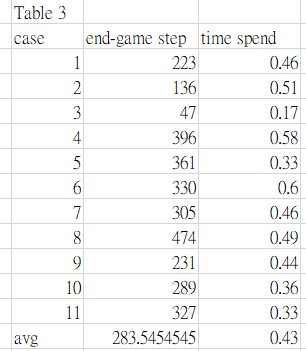 Table 3
case end-game step time spend
1 223 0.46
2 136 0.51
3 47 0.17
4 396 0.58
5 361 0.33
6 330 0.6
7 305 0.46
8 474 0.49
9 231 0.44
10 289 0.36
11 327 0.33
avg 283.5454545 0.43